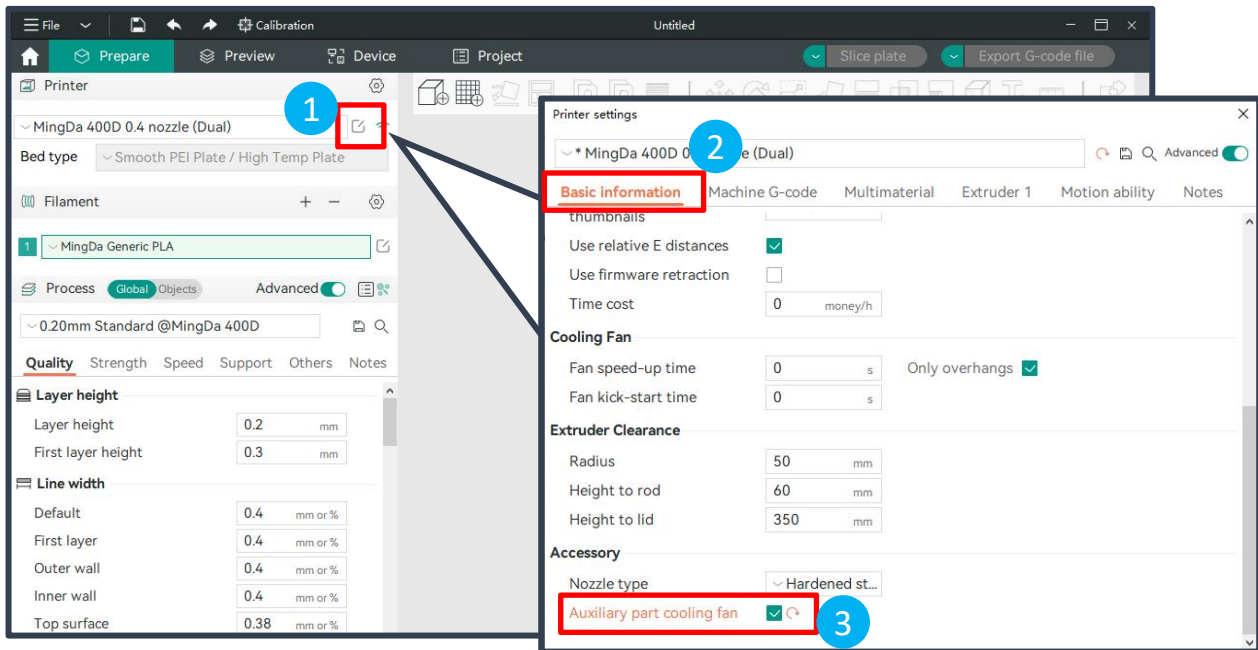 File
Calibration
Untitled
Prepare
Preview
Device
Project
Slice plate
Export G-code file
Printer
1
MingDa 400D 0.4 nozzle (Dual)
Bed type
Smooth PEI Plate / High Temp Plate
Filament
1 MingDa Generic PLA
Process Global Objects Advanced
0.20mm Standard @MingDa 400D
Quality Strength Speed Support Others Notes
Layer height
Layer height 0.2 mm
First layer height 0.3 mm
Line width
Default 0.4 mm or %
First layer 0.4 mm or %
Outer wall 0.4 mm or %
Inner wall 0.4 mm or %
Top surface 0.38 mm or %
Printer settings
* MingDa 400D 0 e (Dual)
2
Advanced
Basic information Machine G-code Multimaterial Extruder 1 Motion ability Notes
thumbnails
Use relative E distances
Use firmware retraction
Time cost 0 money/h
Cooling Fan
Fan speed-up time 0 s Only overhangs
Fan kick-start time 0 s
Extruder Clearance
Radius 50 mm
Height to rod 60 mm
Height to lid 350 mm
Accessory
Nozzle type Hardened st...
Auxiliary part cooling fan
3